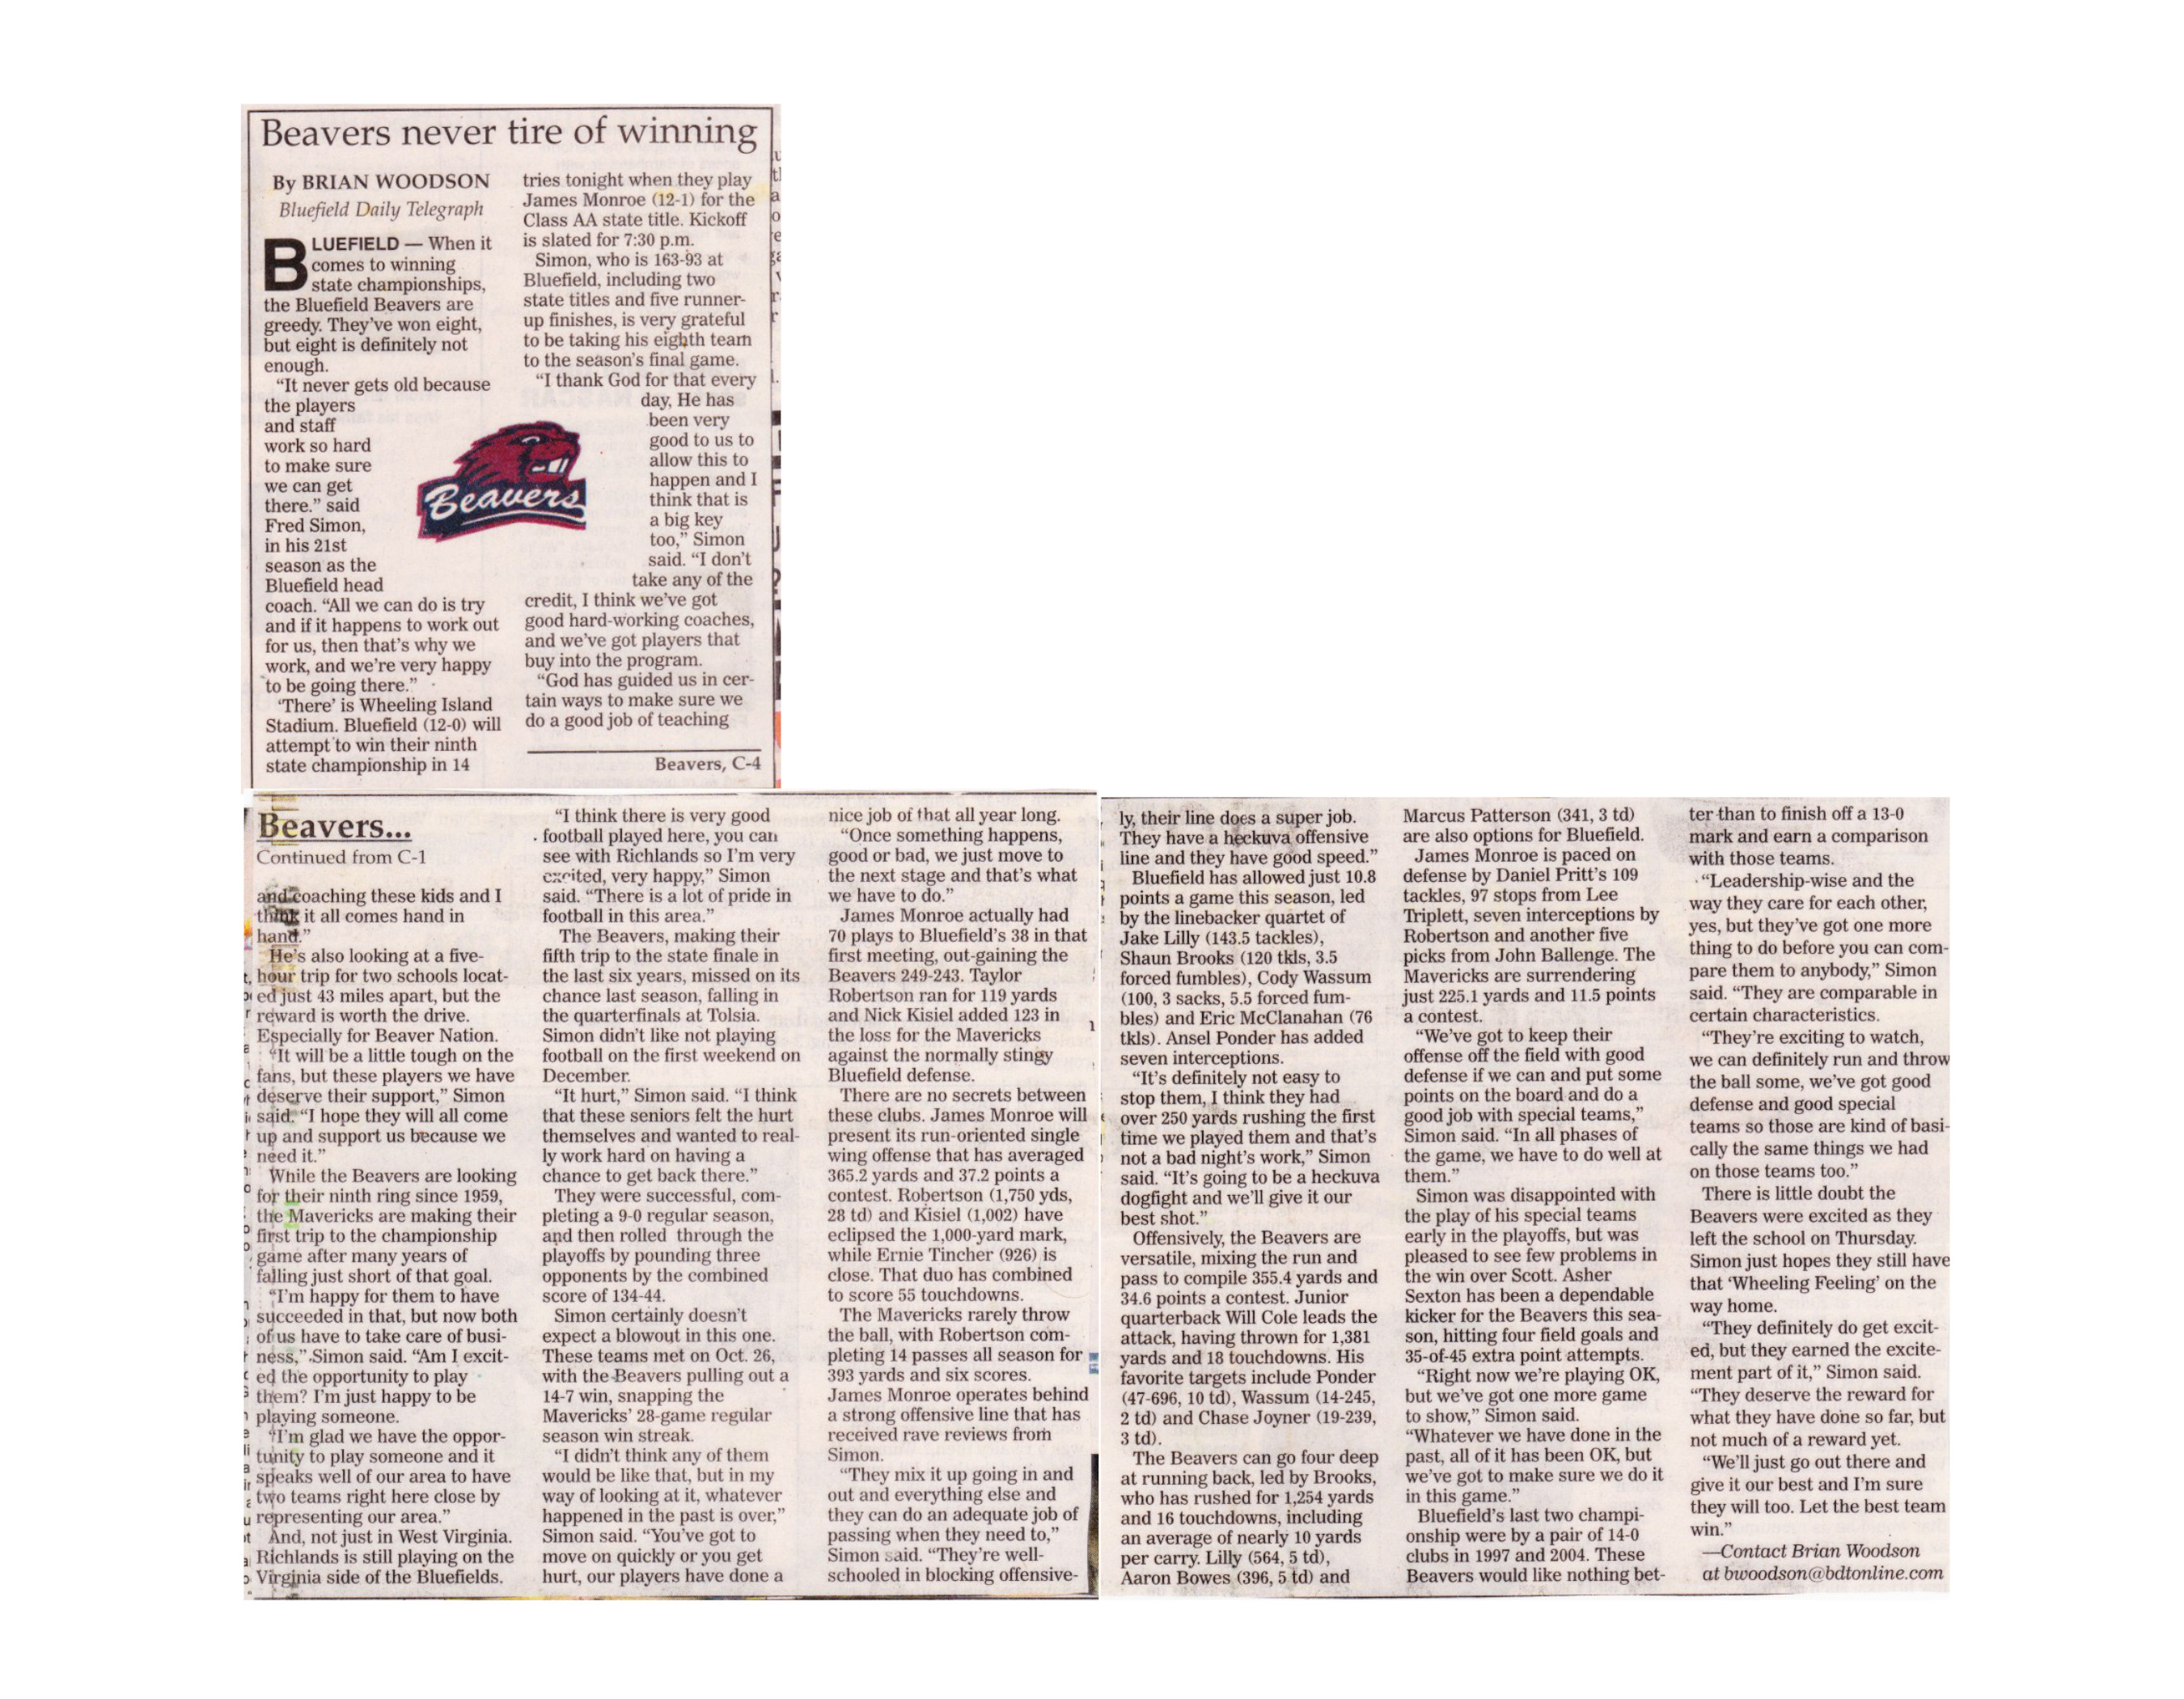 Beavers never tire of winning
By BRIAN WOODSON
Bluefield Daily Telegraph
BLUEFIELD — When it
comes to winning
state championships,
the Bluefield Beavers are
greedy. They've won eight,
but eight is definitely not
enough.
"It never gets old because
the players
and staff
work so hard
to make sure
we can get
there." said
Fred Simon,
in his 21st
season as the
Bluefield head
coach. "All we can do is try
and if it happens to work out
for us, then that's why we
work, and we're very happy
to be going there."
'There' is Wheeling Island
Stadium. Bluefield (12-0) will
attempt to win their ninth
state championship in 14
Beavers
tries tonight when they play
James Monroe (12-1) for the
Class AA state title. Kickoff
is slated for 7:30 p.m.
Simon, who is 163-93 at
Bluefield, including two
state titles and five runner-
up finishes, is very grateful
to be taking his eighth team
to the season's final game.
"I thank God for that every
day, He has
been very
good to us to
allow this to
happen and I
think that is
a big key
too," Simon
said. "I don't
take any of the
credit, I think we've got
good hard-working coaches,
and we've got players that
buy into the program.
"God has guided us in cer-
tain ways to make sure we
do a good job of teaching
Beavers, C-4
Beavers...
Continued from C-1
and coaching these kids and I
think it all comes hand in
hand."
He's also looking at a five-
hour trip for two schools locat-
ed just 43 miles apart, but the
reward is worth the drive.
Especially for Beaver Nation.
"It will be a little tough on the
fans, but these players we have
deserve their support," Simon
said. "I hope they will all come
up and support us because we
need it."
While the Beavers are looking
for their ninth ring since 1959,
the Mavericks are making their
first trip to the championship
game after many years of
falling just short of that goal.
"I'm happy for them to have
succeeded in that, but now both
of us have to take care of busi-
ness," Simon said. "Am I excit-
ed the opportunity to play
them? I'm just happy to be
playing someone.
"I'm glad we have the oppor-
tunity to play someone and it
speaks well of our area to have
two teams right here close by
representing our area."
And, not just in West Virginia.
Richlands is still playing on the
Virginia side of the Bluefields.
"I think there is very good
football played here, you can
see with Richlands so I'm very
excited, very happy," Simon
said. "There is a lot of pride in
football in this area."
The Beavers, making their
fifth trip to the state finale in
the last six years, missed on its
chance last season, falling in
the quarterfinals at Tolsia.
Simon didn't like not playing
football on the first weekend on
December.
"It hurt," Simon said. "I think
that these seniors felt the hurt
themselves and wanted to real-
ly work hard on having a
chance to get back there."
They were successful, com-
pleting a 9-0 regular season,
and then rolled through the
playoffs by pounding three
opponents by the combined
score of 134-44.
Simon certainly doesn't
expect a blowout in this one.
These teams met on Oct. 26,
with the Beavers pulling out a
14-7 win, snapping the
Mavericks' 28-game regular
season win streak.
"I didn't think any of them
would be like that, but in my
way of looking at it, whatever
happened in the past is over,"
Simon said. "You've got to
move on quickly or you get
hurt, our players have done a
nice job of that all year long.
"Once something happens,
good or bad, we just move to
the next stage and that's what
we have to do."
James Monroe actually had
70 plays to Bluefield's 38 in that
first meeting, out-gaining the
Beavers 249-243. Taylor
Robertson ran for 119 yards
and Nick Kisiel added 123 in
the loss for the Mavericks
against the normally stingy
Bluefield defense.
There are no secrets between
these clubs. James Monroe will
present its run-oriented single
wing offense that has averaged
365.2 yards and 37.2 points a
contest. Robertson (1,750 yds,
28 td) and Kisiel (1,002) have
eclipsed the 1,000-yard mark,
while Ernie Tincher (926) is
close. That duo has combined
to score 55 touchdowns.
The Mavericks rarely throw
the ball, with Robertson com-
pleting 14 passes all season for
393 yards and six scores.
James Monroe operates behind
a strong offensive line that has
received rave reviews from
Simon.
"They mix it up going in and
out and everything else and
they can do an adequate job of
passing when they need to,"
Simon said. "They're well-
schooled in blocking offensive-
ly, their line does a super job.
They have a heckuva offensive
line and they have good speed."
Bluefield has allowed just 10.8
points a game this season, led
by the linebacker quartet of
Jake Lilly (143.5 tackles),
Shaun Brooks (120 tkls, 3.5
forced fumbles), Cody Wassum
(100, 3 sacks, 5.5 forced fum-
bles) and Eric McClanahan (76
tkls). Ansel Ponder has added
seven interceptions.
"It's definitely not easy to
stop them, I think they had
over 250 yards rushing the first
time we played them and that's
not a bad night's work," Simon
said. "It's going to be a heckuva
dogfight and we'll give it our
best shot."
Offensively, the Beavers are
versatile, mixing the run and
pass to compile 355.4 yards and
34.6 points a contest. Junior
quarterback Will Cole leads the
attack, having thrown for 1,381
yards and 18 touchdowns. His
favorite targets include Ponder
(47-696, 10 td), Wassum (14-245,
2 td) and Chase Joyner (19-239,
3 td).
The Beavers can go four deep
at running back, led by Brooks,
who has rushed for 1,254 yards
and 16 touchdowns, including
an average of nearly 10 yards
per carry. Lilly (564, 5 td),
Aaron Bowes (396, 5 td) and
Marcus Patterson (341, 3 td)
are also options for Bluefield.
James Monroe is paced on
defense by Daniel Pritt's 109
tackles, 97 stops from Lee
Triplett, seven interceptions by
Robertson and another five
picks from John Ballenge. The
Mavericks are surrendering
just 225.1 yards and 11.5 points
a contest.
"We've got to keep their
offense off the field with good
defense if we can and put some
points on the board and do a
good job with special teams,"
Simon said. "In all phases of
the game, we have to do well at
them."
Simon was disappointed with
the play of his special teams
early in the playoffs, but was
pleased to see few problems in
the win over Scott. Asher
Sexton has been a dependable
kicker for the Beavers this sea-
son, hitting four field goals and
35-of-45 extra point attempts.
"Right now we're playing OK,
but we've got one more game
to show," Simon said.
"Whatever we have done in the
past, all of it has been OK, but
we've got to make sure we do it
in this game."
Bluefield's last two champi-
onship were by a pair of 14-0
clubs in 1997 and 2004. These
Beavers would like nothing bet-
ter than to finish off a 13-0
mark and earn a comparison
with those teams.
"Leadership-wise and the
way they care for each other,
yes, but they've got one more
thing to do before you can com-
pare them to anybody," Simon
said. "They are comparable in
certain characteristics.
"They're exciting to watch,
we can definitely run and throw
the ball some, we've got good
defense and good special
teams so those are kind of basi-
cally the same things we had
on those teams too."
There is little doubt the
Beavers were excited as they
left the school on Thursday.
Simon just hopes they still have
that 'Wheeling Feeling' on the
way home.
"They definitely do get excit-
ed, but they earned the excite-
ment part of it," Simon said.
"They deserve the reward for
what they have done so far, but
not much of a reward yet.
"We'll just go out there and
give it our best and I'm sure
they will too. Let the best team
win."
—Contact Brian Woodson
at bwoodson@bdtonline.com